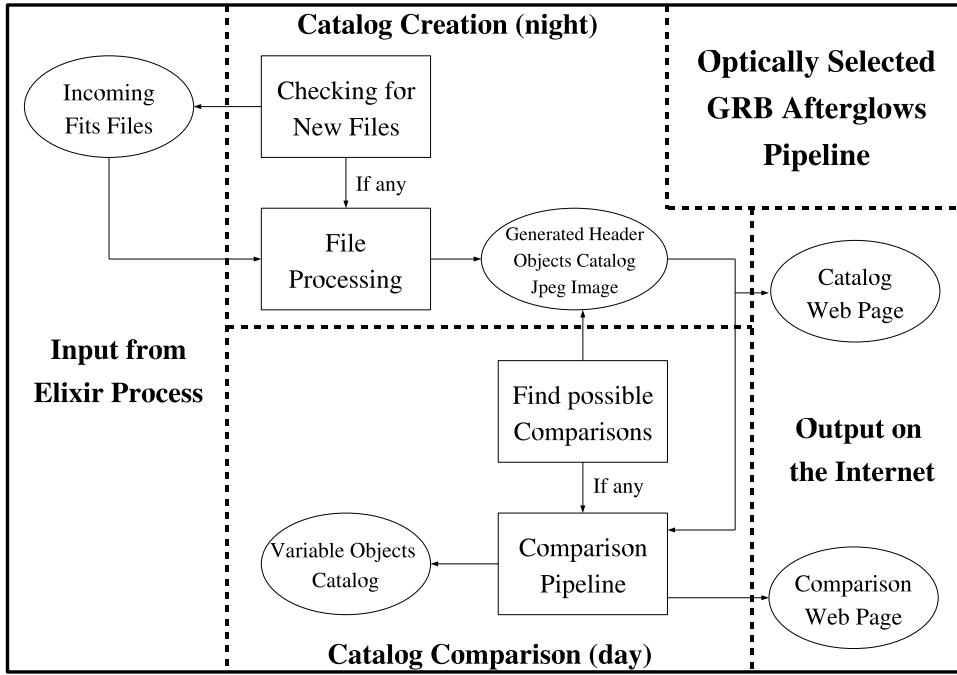 Catalog Creation (night)
Optically Selected
GRB Afterglows
Pipeline
Incoming
Fits Files
Checking for
New Files
If any
File
Processing
Generated Header
Objects Catalog
Jpeg Image
Catalog
Web Page
Input from
Elixir Process
Find possible
Comparisons
Output on
the Internet
If any
Variable Objects
Catalog
Comparison
Pipeline
Comparison
Web Page
Catalog Comparison (day)